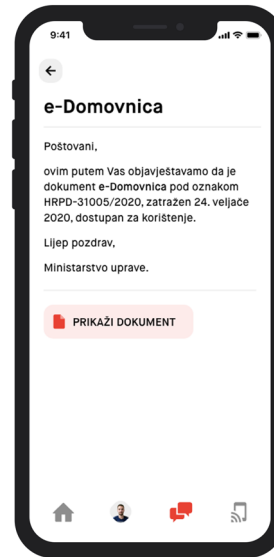 9:41
e-Domovnica
Poštovani,
ovim putem Vas objavještavamo da je
dokument e-Domovnica pod oznakom
HRPD-31005/2020, zatražen 24. veljače
2020, dostupan za korištenje.
Lijep pozdrav,
Ministarstvo uprave.
PRIKAŽI DOKUMENT